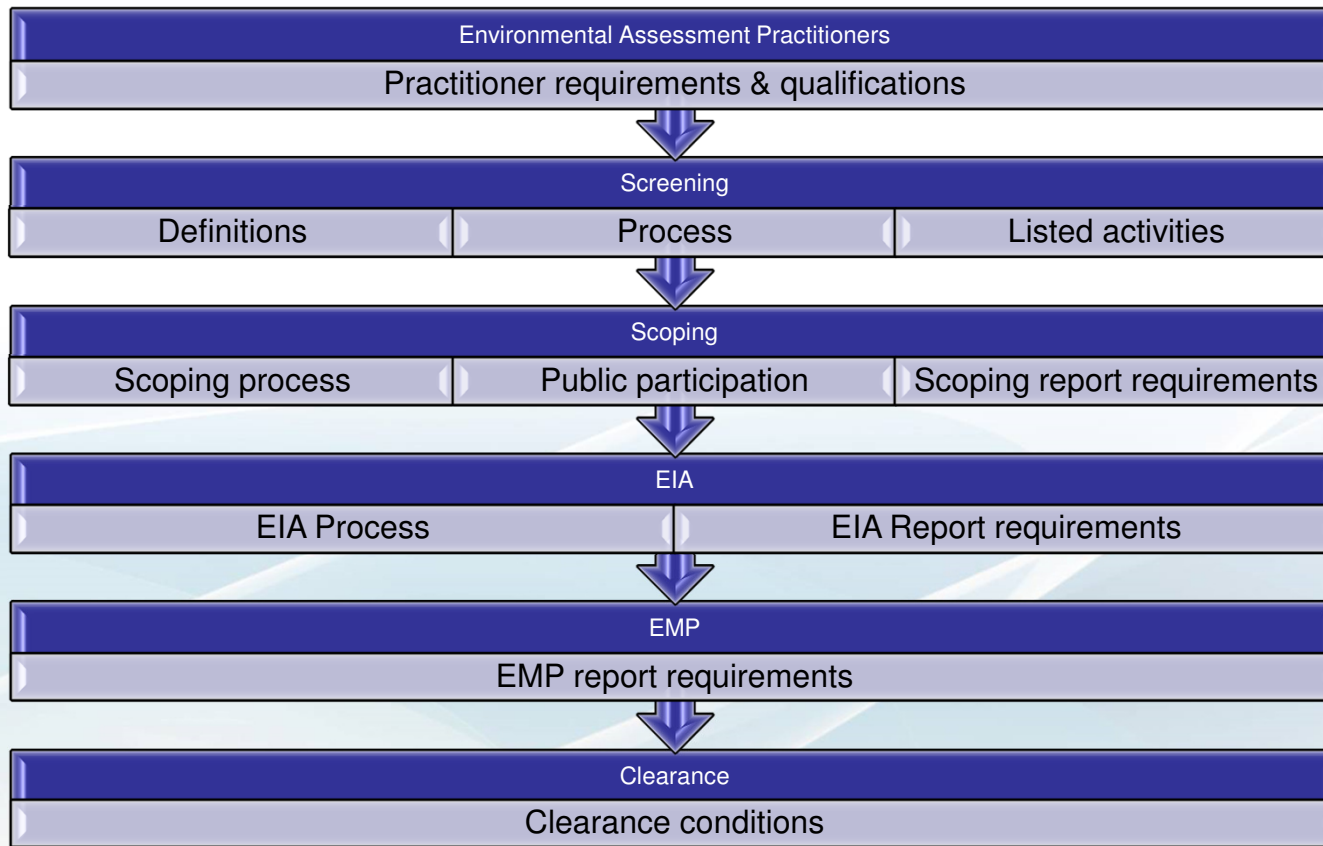 Environmental Assessment Practitioners
Practitioner requirements & qualifications
Screening
Definitions
Process
Listed activities
Scoping
Scoping process
Public participation
Scoping report requirements
EIA
EIA Process
EIA Report requirements
EMP
EMP report requirements
Clearance
Clearance conditions